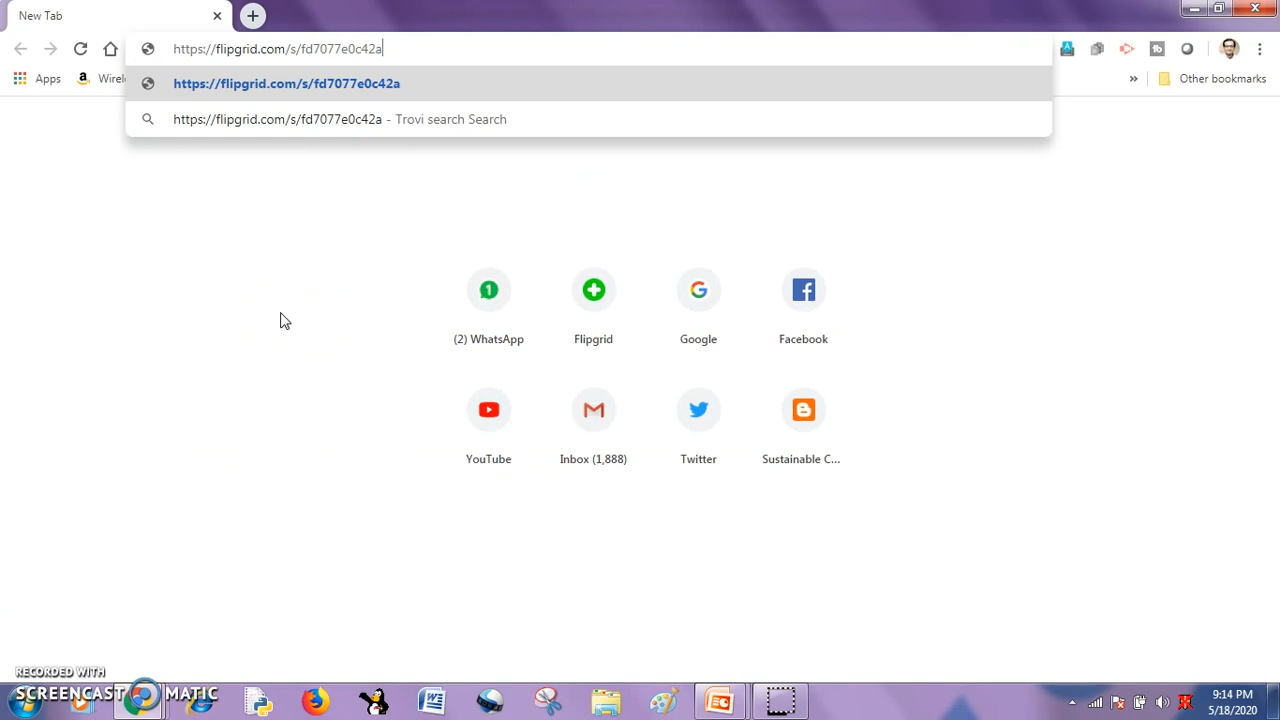 New Tab
https://flipgrid.com/s/fd7077e0c42a
Apps
Wirel
Other bookmarks
https://flipgrid.com/s/fd7077e0c42a
https://flipgrid.com/s/fd7077e0c42a - Trovi search Search
(2) WhatsApp
Flipgrid
Google
Facebook
YouTube
Inbox (1,888)
Twitter
Sustainable C...
RECORDED WITH
SCREENCAST MATIC
9:14 PM
5/18/2020